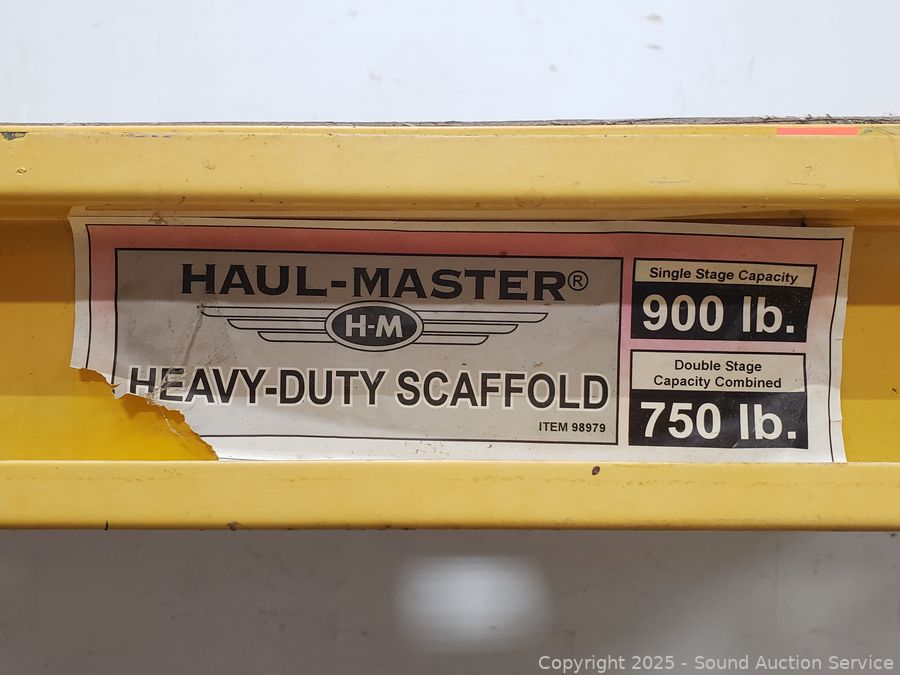 HAUL-MASTER®
H-M
HEAVY-DUTY SCAFFOLD
ITEM 98979
Single Stage Capacity
900 lb.
Double Stage
Capacity Combined
750 lb.
Copyright 2025 - Sound Auction Service